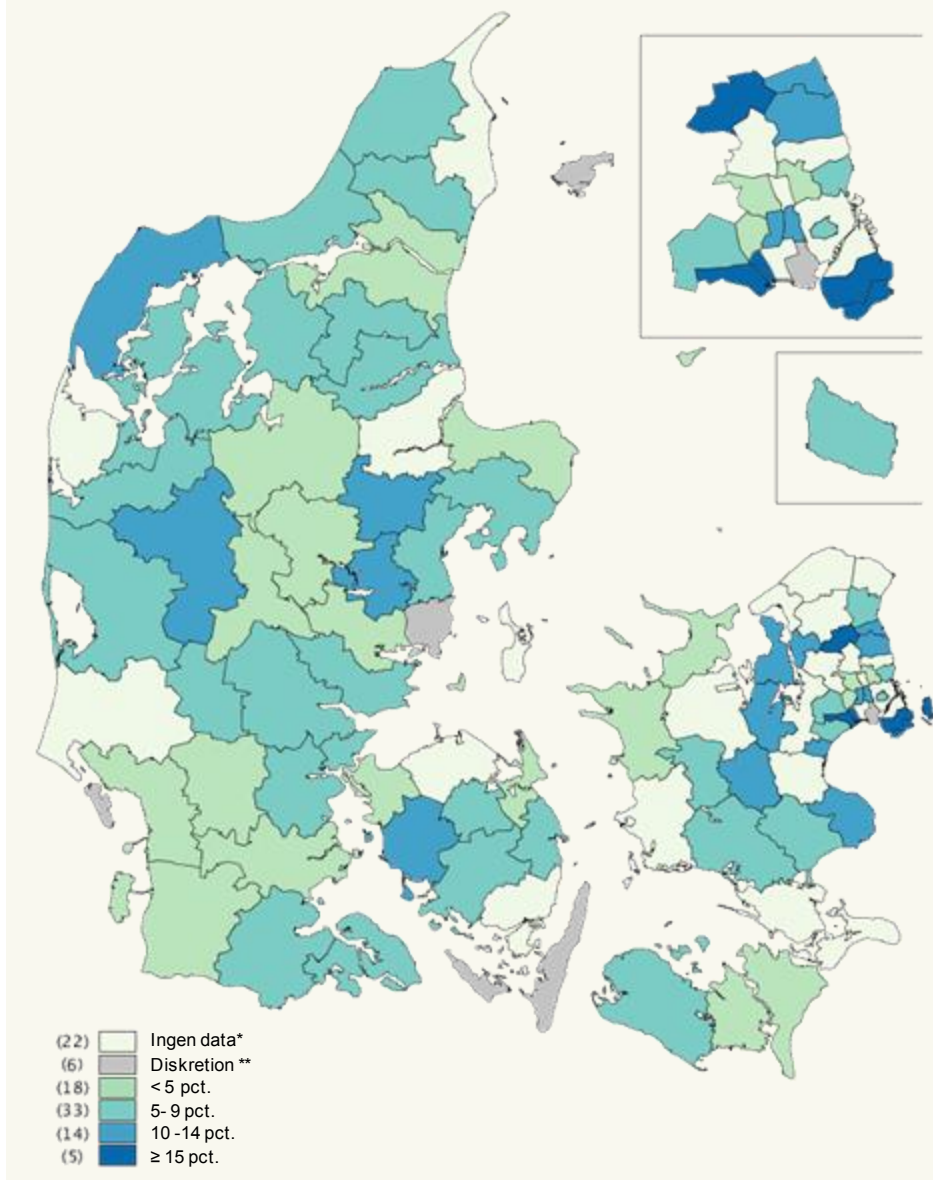 (22) Ingen data*
(6) Diskretion **
(18) < 5 pct.
(33) 5- 9 pct.
(14) 10 -14 pct.
(5) ≥ 15 pct.